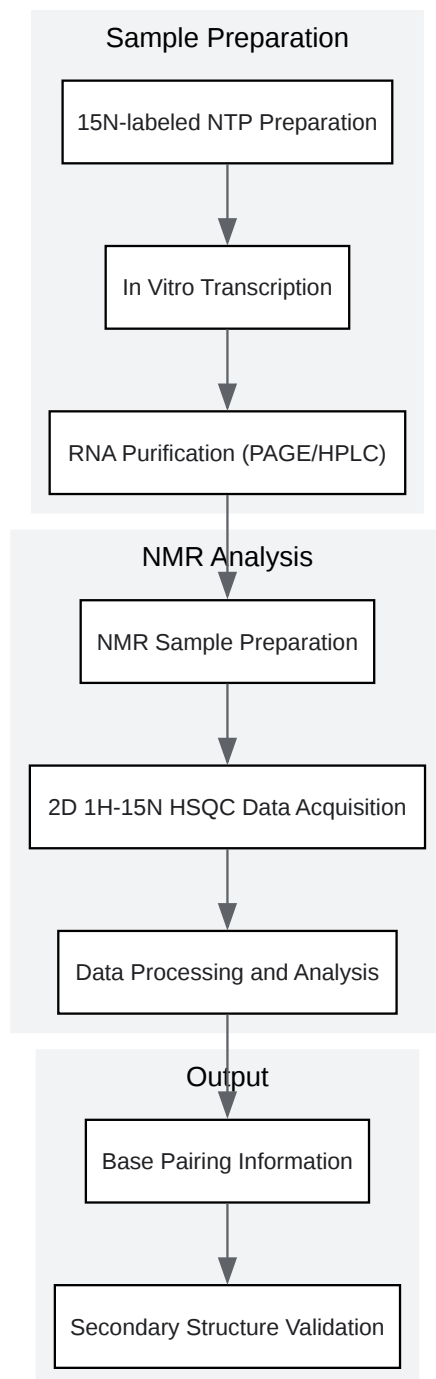 Sample Preparation
15N-labeled NTP Preparation
In Vitro Transcription
RNA Purification (PAGE/HPLC)
NMR Analysis
NMR Sample Preparation
2D 1H-15N HSQC Data Acquisition
Data Processing and Analysis
Output
Base Pairing Information
Secondary Structure Validation